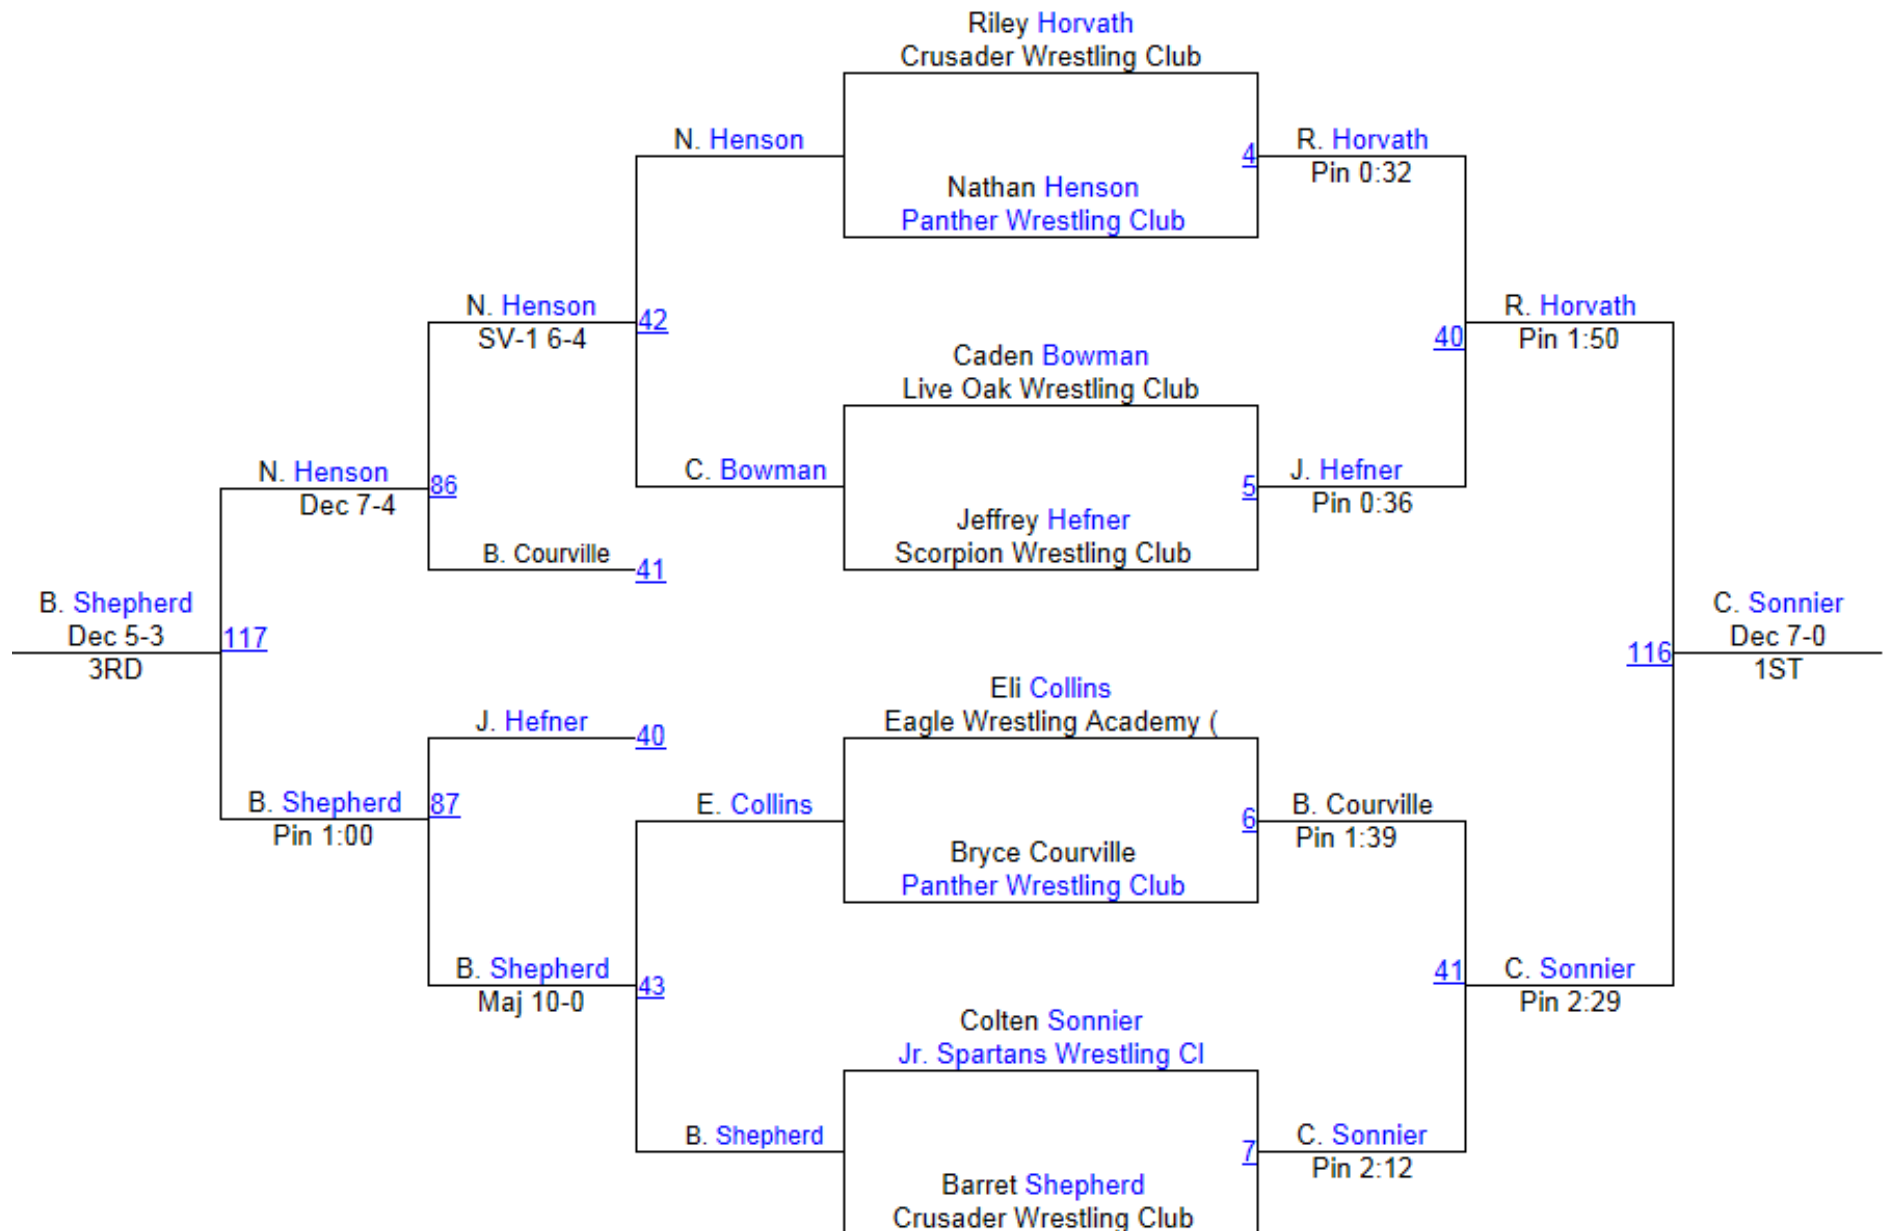 Riley Horvath
Crusader Wrestling Club
N. Henson
4
R. Horvath
Pin 0:32
Nathan Henson
Panther Wrestling Club
N. Henson
SV-1 6-4
42
R. Horvath
Pin 1:50
40
Caden Bowman
Live Oak Wrestling Club
N. Henson
Dec 7-4
86
C. Bowman
5
J. Hefner
Pin 0:36
Jeffrey Hefner
Scorpion Wrestling Club
B. Courville
41
B. Shepherd
Dec 5-3
3RD
117
C. Sonnier
Dec 7-0
1ST
116
Eli Collins
Eagle Wrestling Academy (
J. Hefner
40
B. Shepherd
Pin 1:00
87
E. Collins
6
B. Courville
Pin 1:39
Bryce Courville
Panther Wrestling Club
B. Shepherd
Maj 10-0
43
41
C. Sonnier
Pin 2:29
Colten Sonnier
Jr. Spartans Wrestling Cl
B. Shepherd
7
C. Sonnier
Pin 2:12
Barret Shepherd
Crusader Wrestling Club